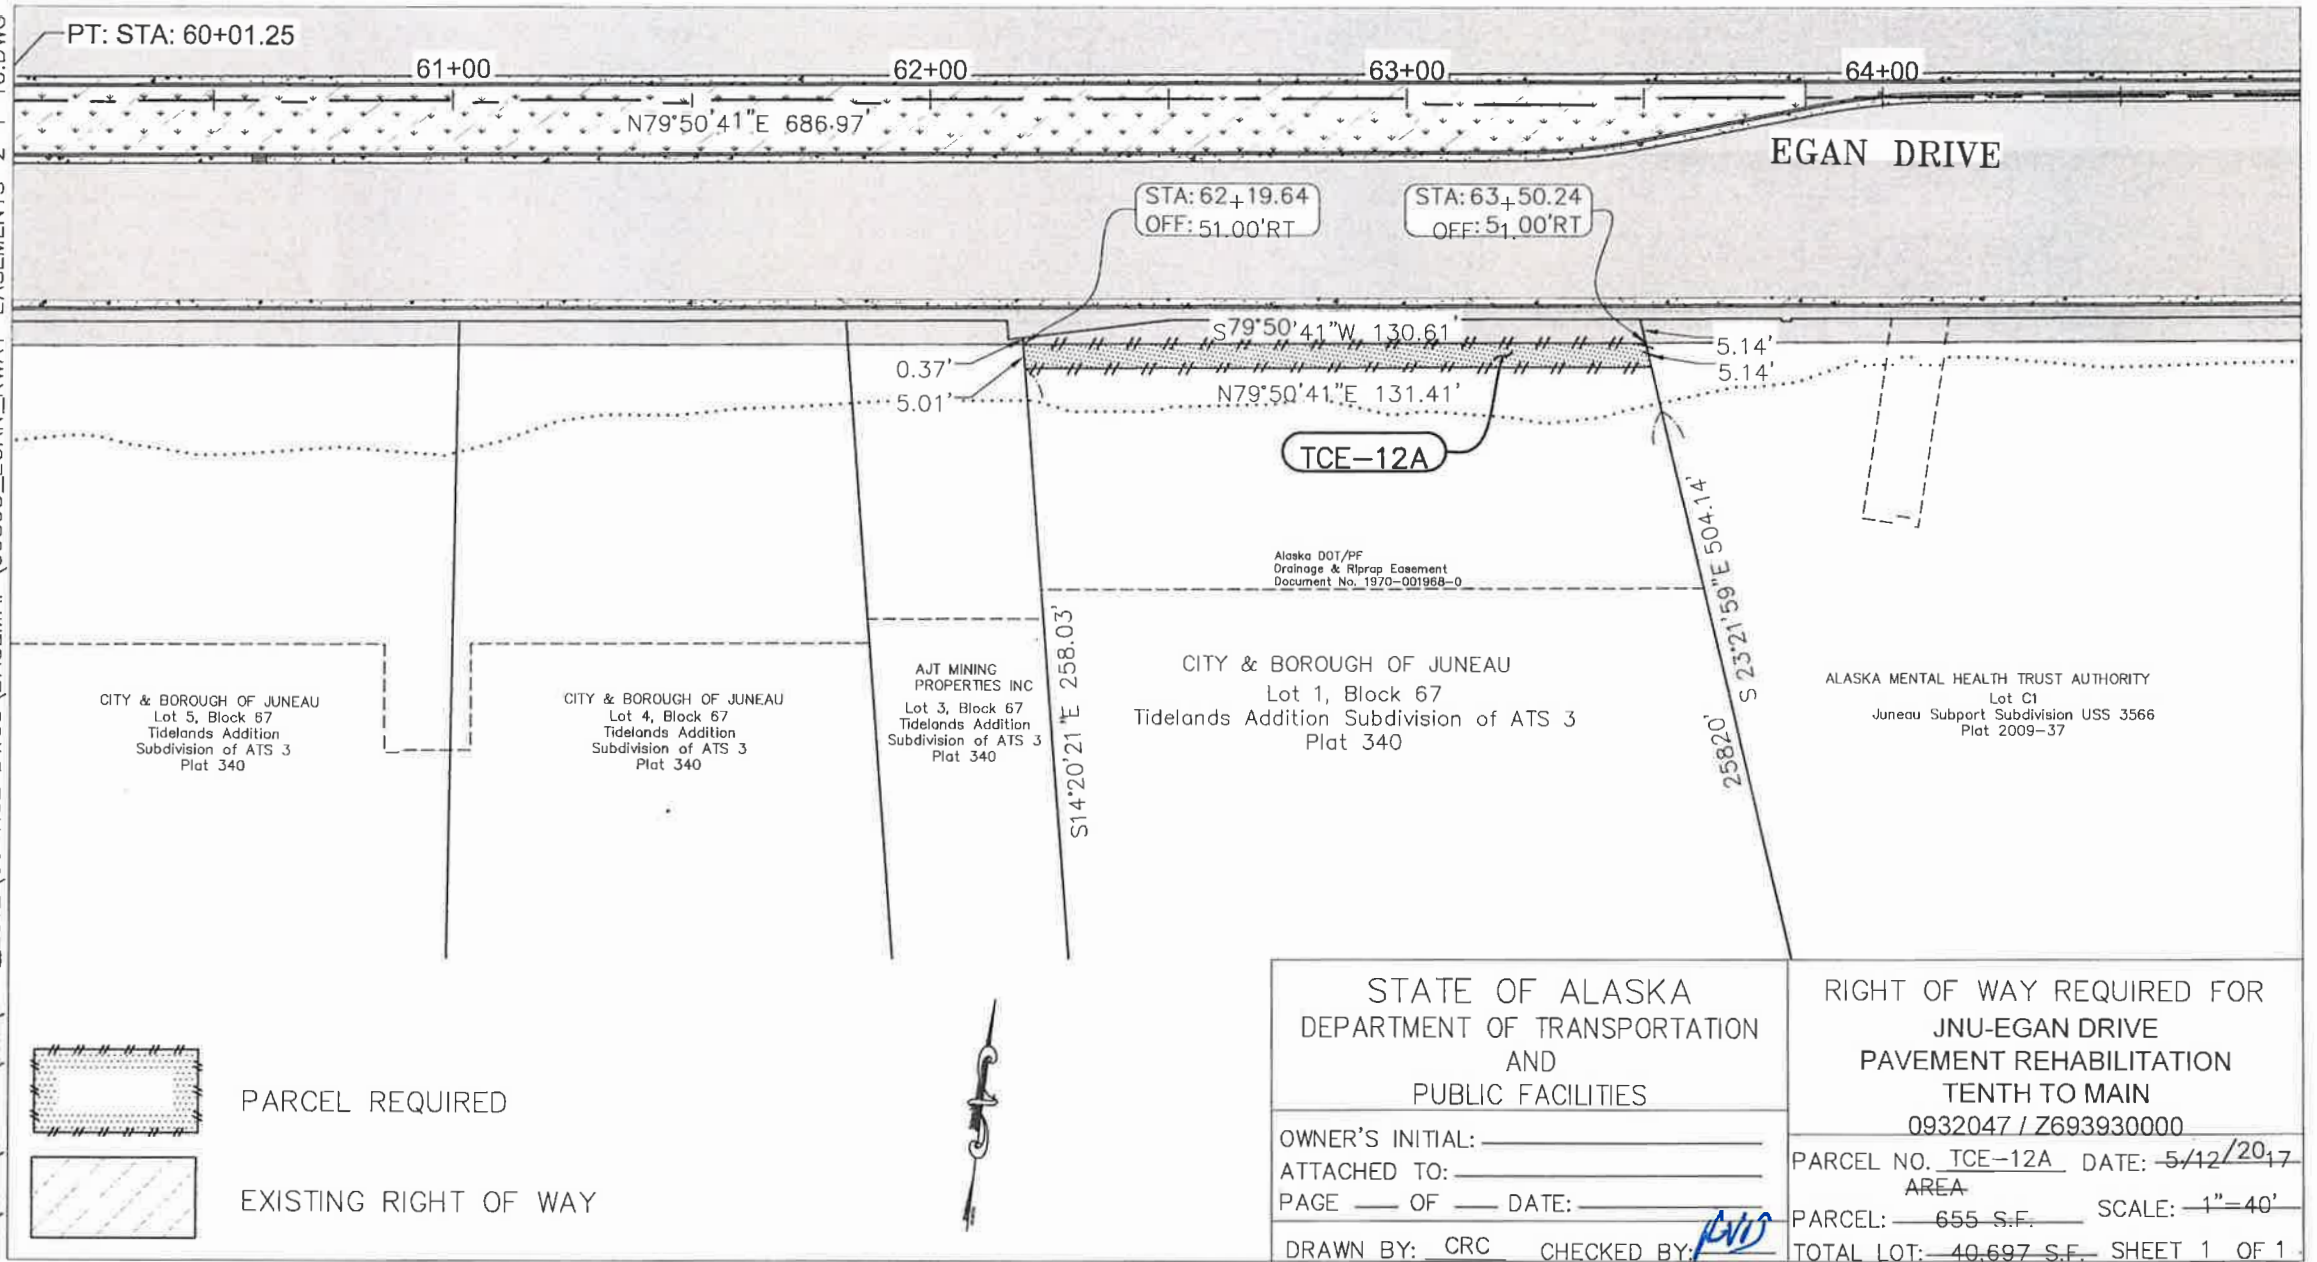 PT: STA: 60+01.25
61+00
62+00
63+00
64+00
N79°50'41"E 686.97'
EGAN DRIVE
STA: 62+19.64
OFF: 51.00'RT
STA: 63+50.24
OFF: 51.00'RT
S79°50'41"W 130.61'
0.37'
5.01'
5.14'
5.14'
N79°50'41"E 131.41'
TCE-12A
Alaska DOT/PF
Drainage & Riprap Easement
Document No. 1970-001968-0
S14°20'21"E 258.03'
S 23°21'59"E 504.14'
258.20'
CITY & BOROUGH OF JUNEAU
Lot 5, Block 67
Tidelands Addition
Subdivision of ATS 3
Plat 340
CITY & BOROUGH OF JUNEAU
Lot 4, Block 67
Tidelands Addition
Subdivision of ATS 3
Plat 340
AJT MINING
PROPERTIES INC
Lot 3, Block 67
Tidelands Addition
Subdivision of ATS 3
Plat 340
CITY & BOROUGH OF JUNEAU
Lot 1, Block 67
Tidelands Addition Subdivision of ATS 3
Plat 340
ALASKA MENTAL HEALTH TRUST AUTHORITY
Lot C1
Juneau Subport Subdivision USS 3566
Plat 2009-37
PARCEL REQUIRED
EXISTING RIGHT OF WAY
STATE OF ALASKA
DEPARTMENT OF TRANSPORTATION
AND
PUBLIC FACILITIES
OWNER'S INITIAL:
ATTACHED TO:
PAGE OF DATE:
DRAWN BY: CRC CHECKED BY:
RIGHT OF WAY REQUIRED FOR
JNU-EGAN DRIVE
PAVEMENT REHABILITATION
TENTH TO MAIN
0932047 / Z693930000
PARCEL NO. TCE-12A DATE: 5/12/2017
AREA
PARCEL: 655 S.F. SCALE: 1"=40'
TOTAL LOT: 40,697 S.F. SHEET 1 OF 1